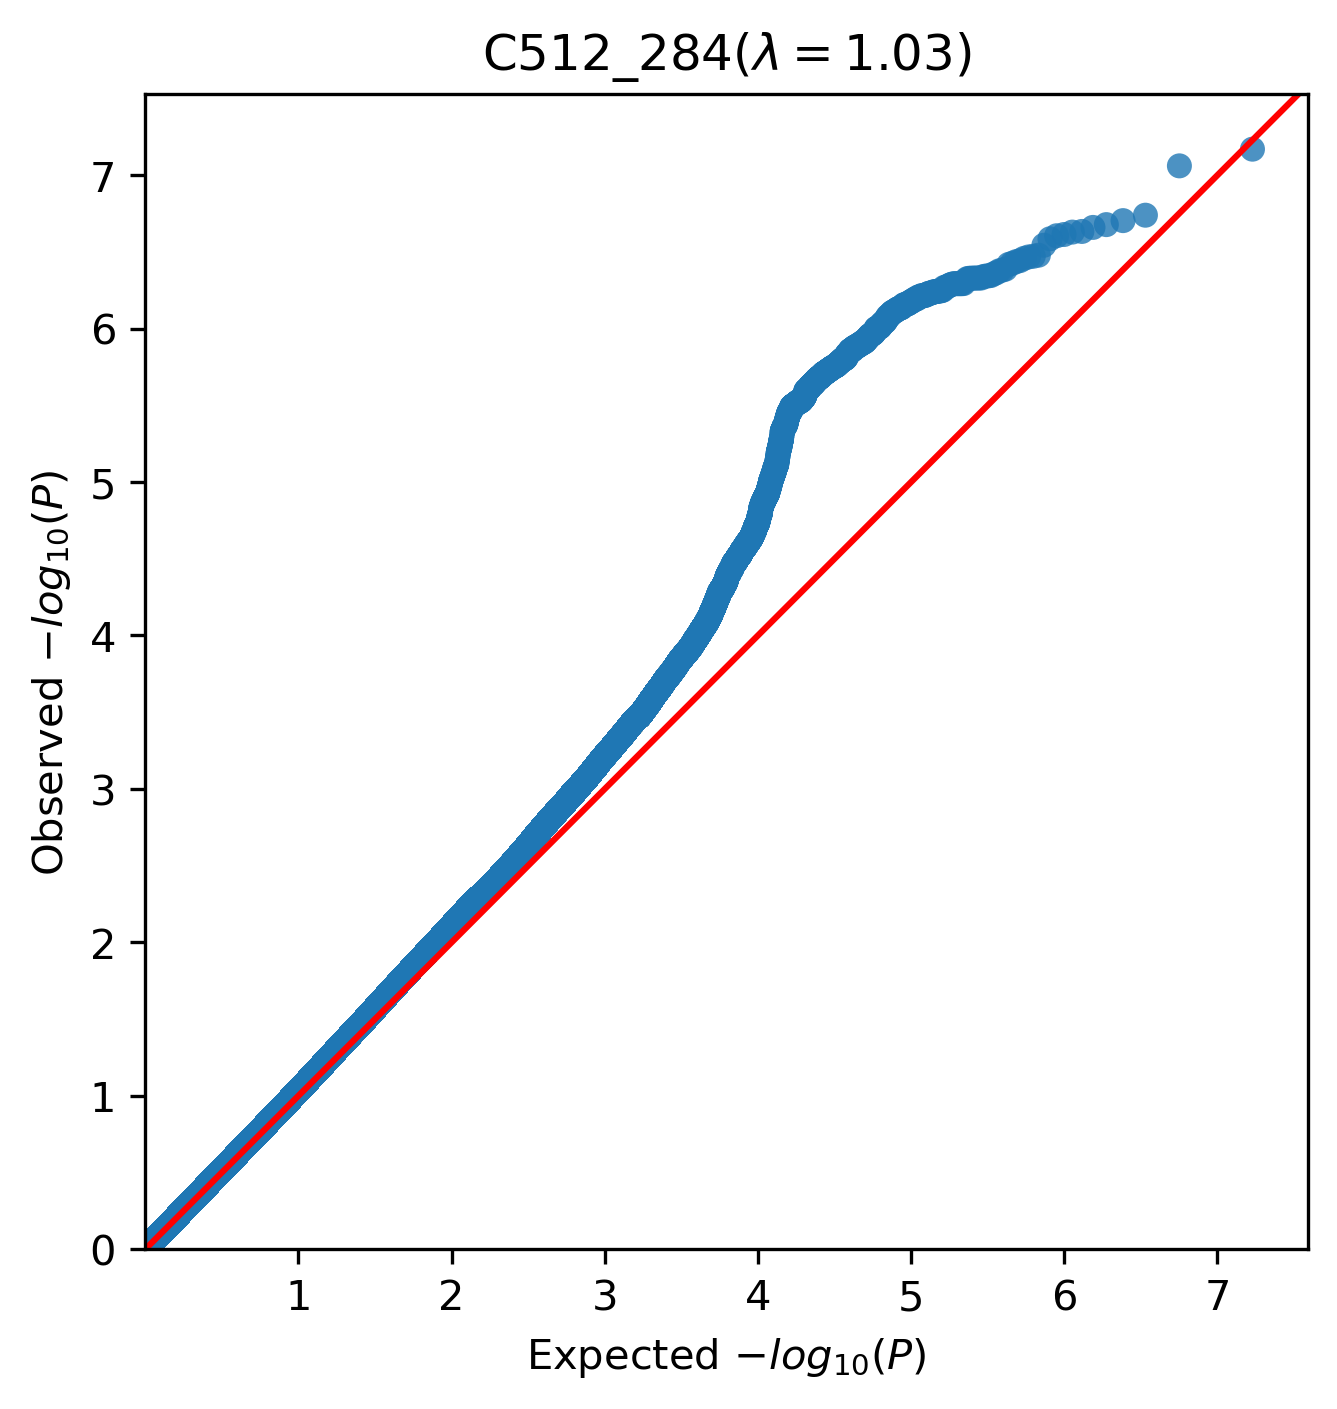 C512_284(λ = 1.03)
Observed −log₁₀(P)
7
6
5
4
3
2
1
0
1 2 3 4 5 6 7
Expected −log₁₀(P)